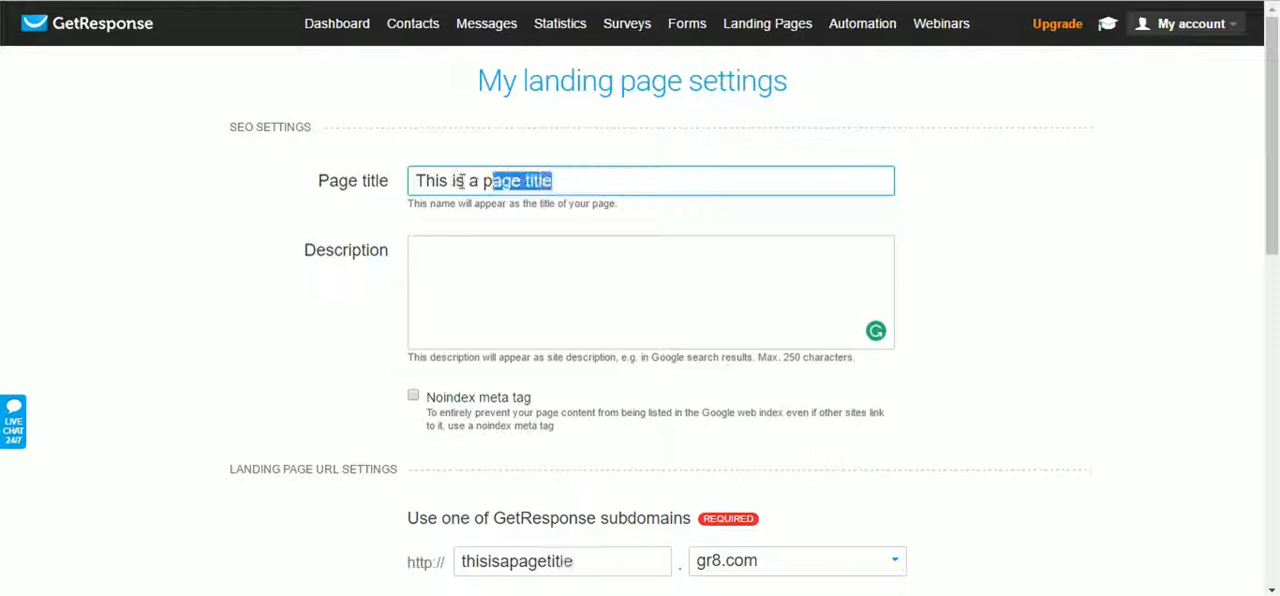 GetResponse Dashboard Contacts Messages Statistics Surveys Forms Landing Pages Automation Webinars Upgrade My account
My landing page settings
SEO SETTINGS
Page title This is a page title
This name will appear as the title of your page.
Description
This description will appear as site description, e.g. in Google search results. Max. 250 characters.
Noindex meta tag
To entirely prevent your page content from being listed in the Google web index even if other sites link
to it, use a noindex meta tag
LIVE
CHAT
24/7
LANDING PAGE URL SETTINGS
Use one of GetResponse subdomains REQUIRED
http:// thisisapagetitle . gr8.com